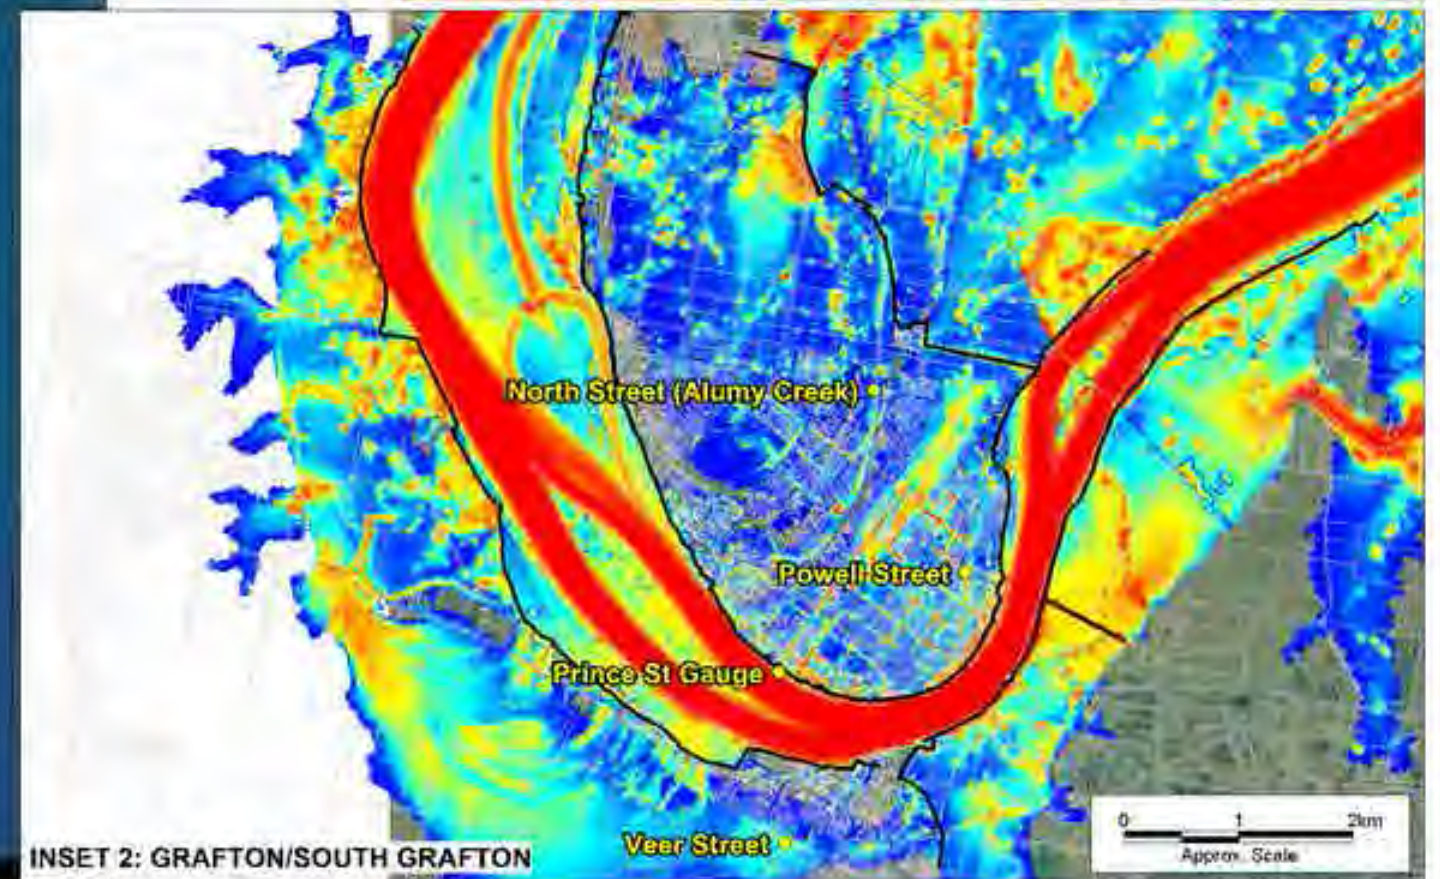 North Street (Alumy Creek)
Powell Street
Prince St Gauge
Veer Street
0 1 2km
Approx. Scale
INSET 2: GRAFTON/SOUTH GRAFTON